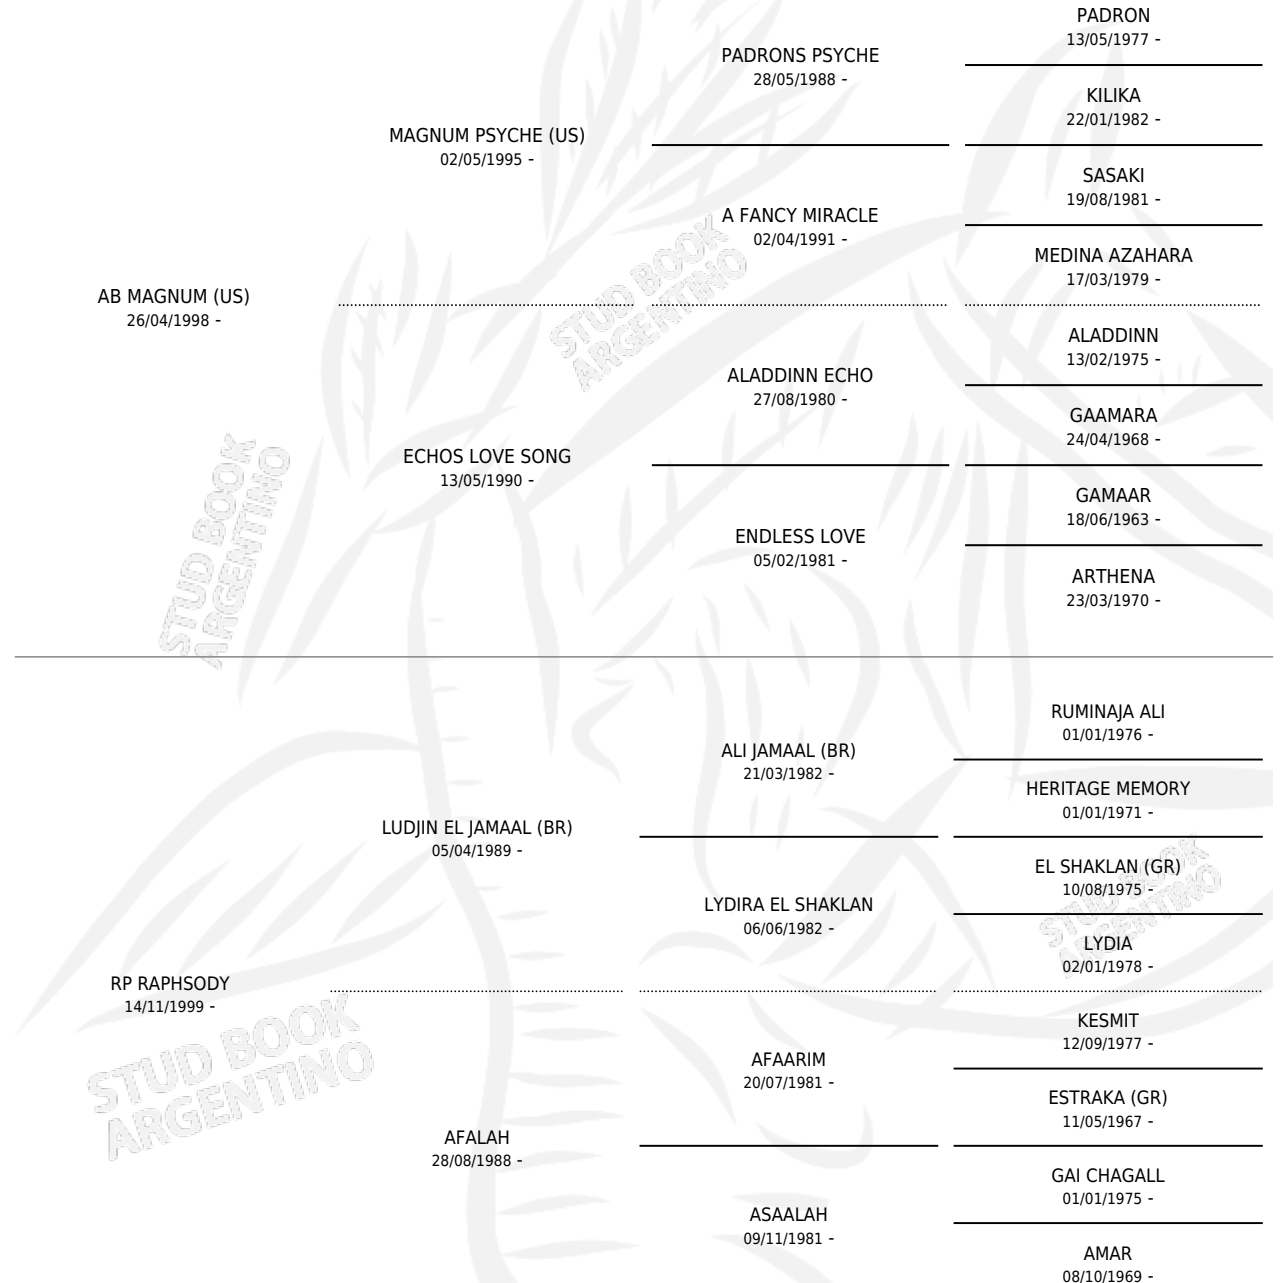 PADRON
13/05/1977 -
PADRONS PSYCHE
28/05/1988 -
KILIKA
22/01/1982 -
MAGNUM PSYCHE (US)
02/05/1995 -
SASAKI
19/08/1981 -
A FANCY MIRACLE
02/04/1991 -
MEDINA AZAHARA
17/03/1979 -
AB MAGNUM (US)
26/04/1998 -
ALADDINN
13/02/1975 -
ALADDINN ECHO
27/08/1980 -
GAAMARA
24/04/1968 -
ECHOS LOVE SONG
13/05/1990 -
GAMAAR
18/06/1963 -
ENDLESS LOVE
05/02/1981 -
ARTHENA
23/03/1970 -
RUMINAJA ALI
01/01/1976 -
ALI JAMAAL (BR)
21/03/1982 -
HERITAGE MEMORY
01/01/1971 -
LUDJIN EL JAMAAL (BR)
05/04/1989 -
EL SHAKLAN (GR)
10/08/1975 -
LYDIRA EL SHAKLAN
06/06/1982 -
LYDIA
02/01/1978 -
RP RAPHSODY
14/11/1999 -
KESMIT
12/09/1977 -
AFAARIM
20/07/1981 -
ESTRAKA (GR)
11/05/1967 -
AFALAH
28/08/1988 -
GAI CHAGALL
01/01/1975 -
ASAALAH
09/11/1981 -
AMAR
08/10/1969 -
STUD BOOK
ARGENTINO
STUD BOOK
ARGENTINO
STUD BOOK
ARGENTINO
STUD BOOK
ARGENTINO